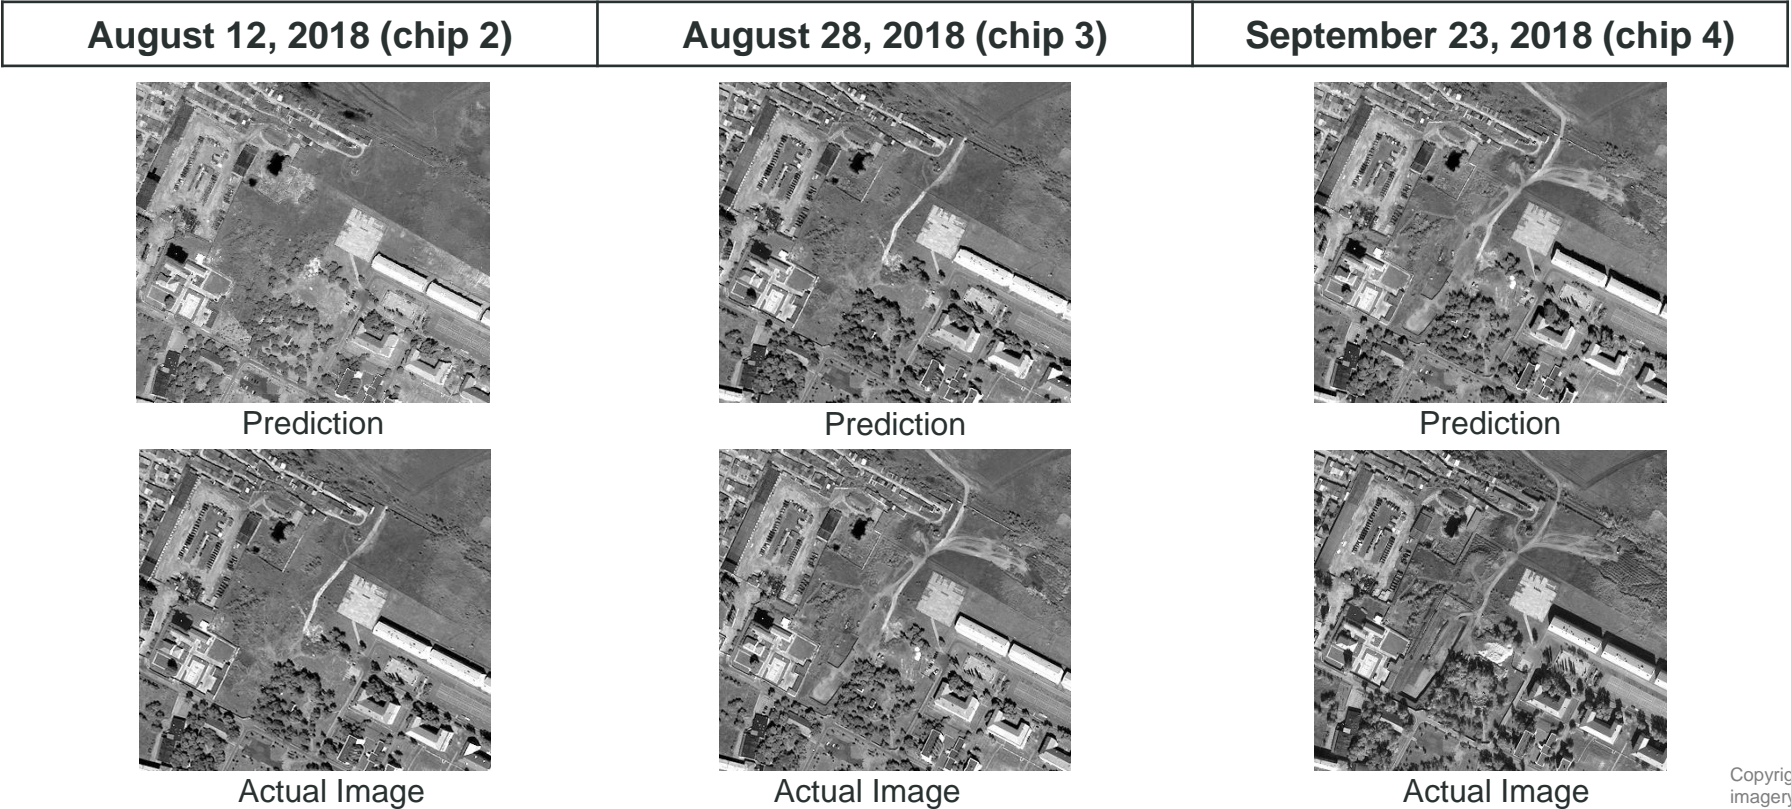 August 12, 2018 (chip 2)
August 28, 2018 (chip 3)
September 23, 2018 (chip 4)
Prediction
Prediction
Prediction
Actual Image
Actual Image
Actual Image